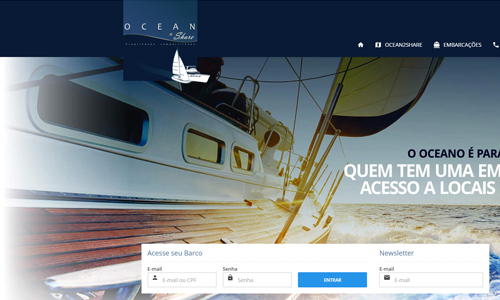 OCEAN
Share
OCEAN2SHARE
EMBARCAÇÕES
O OCEANO É PARA
QUEM TEM UMA EM
ACESSO A LOCAIS
Acesse seu Barco
Newsletter
E-mail
Senha
E-mail
E-mail ou CPF
Senha
ENTRAR
E-mail